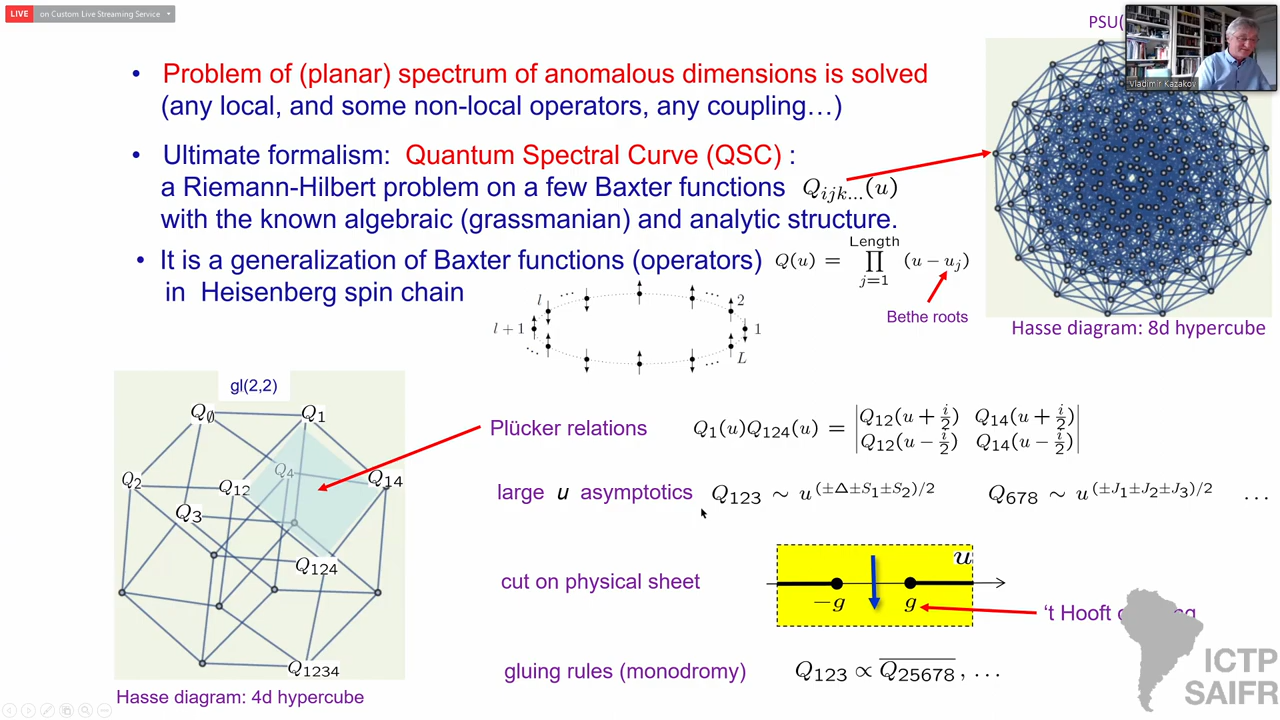 LIVE on Custom Live Streaming Service
PSU(
Vladimir Kazakov
• Problem of (planar) spectrum of anomalous dimensions is solved
(any local, and some non-local operators, any coupling…)
• Ultimate formalism: Quantum Spectral Curve (QSC) :
a Riemann-Hilbert problem on a few Baxter functions Q_{ijk...}(u)
with the known algebraic (grassmanian) and analytic structure.
• It is a generalization of Baxter functions (operators) Q(u) = ∏_{j=1}^{Length} (u − u_j)
in Heisenberg spin chain
Bethe roots
Hasse diagram: 8d hypercube
l ... 2
l + 1 1
... ... L
gl(2,2)
Q_∅ Q_1
Q_2 Q_12 Q_4 Q_14
Q_3
Q_124
Q_1234
Hasse diagram: 4d hypercube
Plücker relations Q_1(u)Q_124(u) = | Q_12(u + i/2) Q_14(u + i/2) |
| Q_12(u − i/2) Q_14(u − i/2) |
large u asymptotics Q_123 ∼ u^{(±Δ±S_1±S_2)/2} Q_678 ∼ u^{(±J_1±J_2±J_3)/2} ...
cut on physical sheet
u
−g g
‘t Hooft
gluing rules (monodromy) Q_123 ∝ \overline{Q_25678}, ...
ICTP
SAIFR